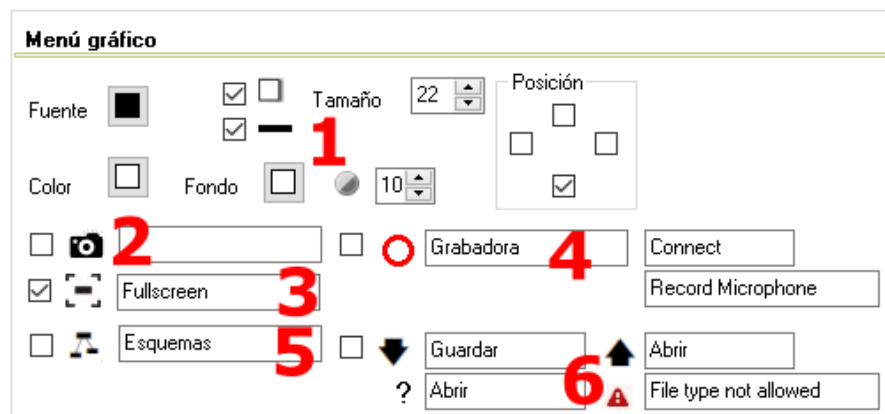 Menú gráfico
Fuente
Tamaño
22
Posición
1
Color
Fondo
10
2
4
Grabadora
Connect
Fullscreen
3
Record Microphone
Esquemas
5
Guardar
Abrir
? Abrir
6
File type not allowed